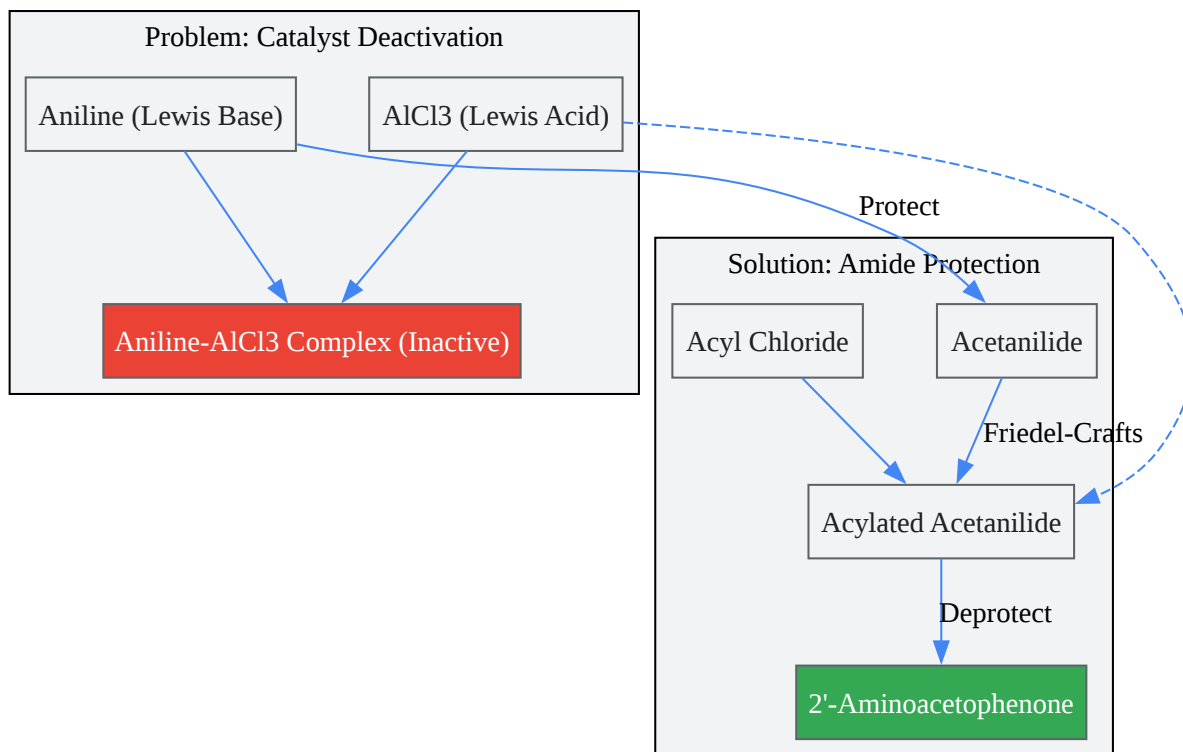 Problem: Catalyst Deactivation
Aniline (Lewis Base)
AlCl3 (Lewis Acid)
Protect
Solution: Amide Protection
Aniline-AlCl3 Complex (Inactive)
Acyl Chloride
Acetanilide
Friedel-Crafts
Acylated Acetanilide
Deprotect
2'-Aminoacetophenone